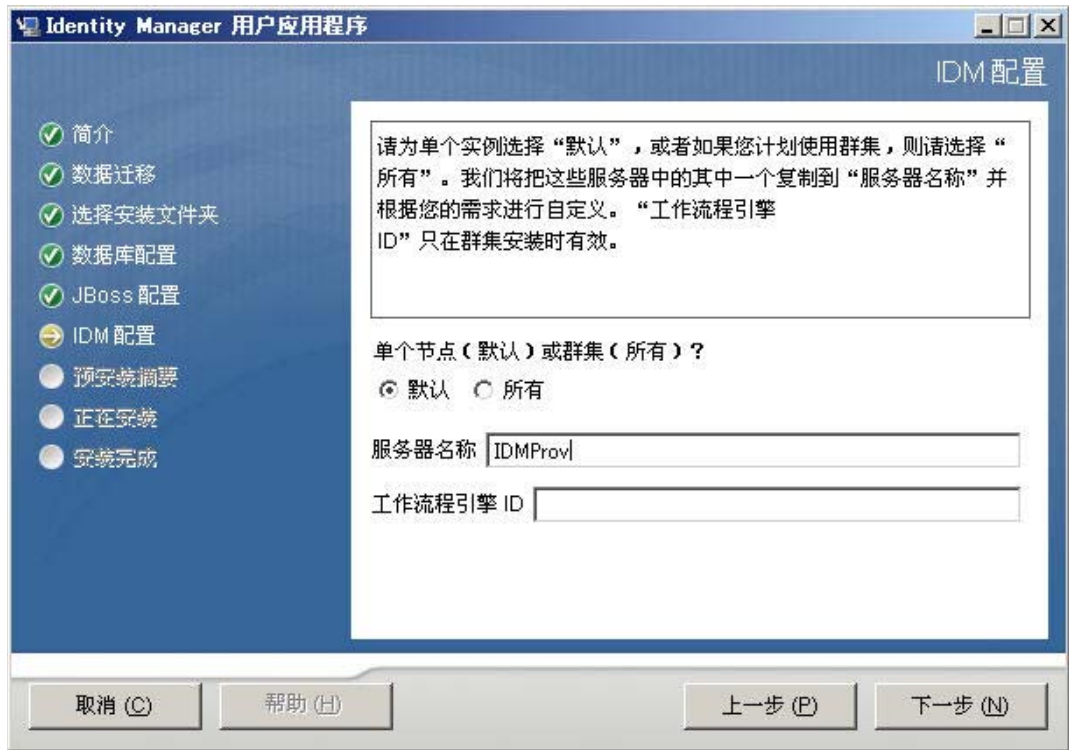 Identity Manager 用户应用程序
IDM 配置
简介
数据迁移
选择安装文件夹
数据库配置
JBoss 配置
IDM 配置
预安装摘要
正在安装
安装完成
请为单个实例选择“默认”，或者如果您计划使用群集，则请选择“
所有”。我们将把这些服务器中的其中一个复制到“服务器名称”并
根据您的需求进行自定义。“工作流程引擎
ID”只在群集安装时有效。
单个节点（默认）或群集（所有）？
默认 所有
服务器名称 IDMProv
工作流程引擎 ID
取消 (C) 帮助 (H) 上一步 (P) 下一步 (N)